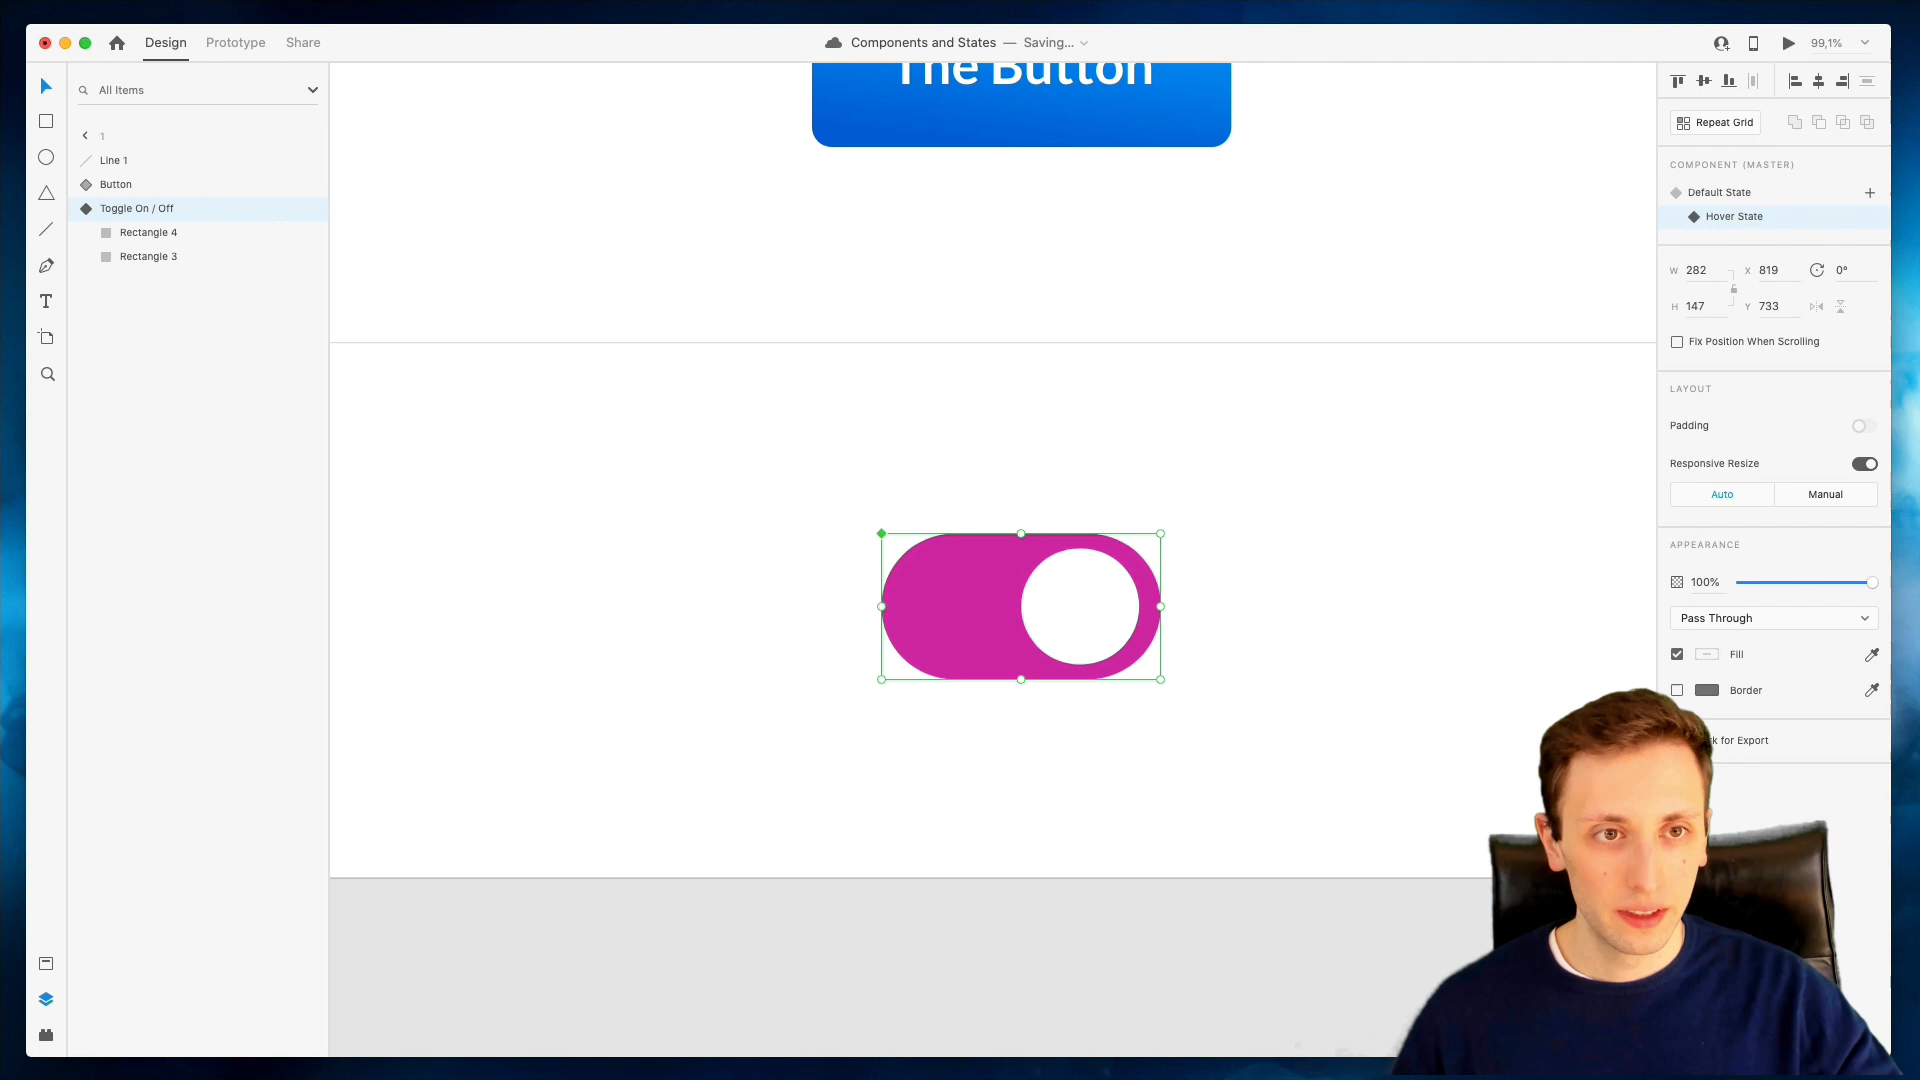 Design
Prototype
Share
Components and States — Saving...
99,1%
All Items
1
Line 1
Button
Toggle On / Off
Rectangle 4
Rectangle 3
The Button
Repeat Grid
COMPONENT (MASTER)
Default State
Hover State
W 282
X 819
0°
H 147
Y 733
Fix Position When Scrolling
LAYOUT
Padding
Responsive Resize
Auto
Manual
APPEARANCE
100%
Pass Through
Fill
Border
for Export